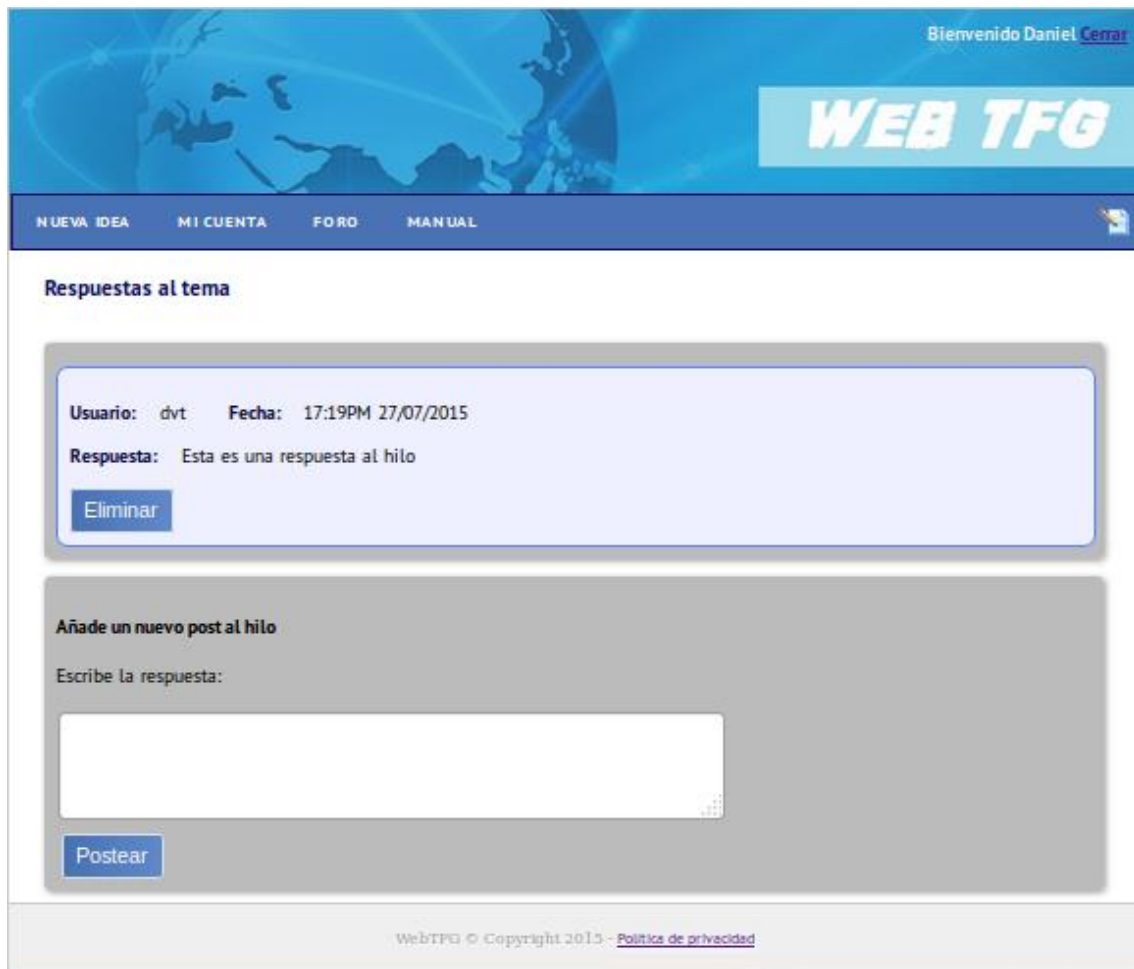 Bienvenido Daniel Cerrar
WEB TFG
NUEVA IDEA MI CUENTA FORO MANUAL
Respuestas al tema
Usuario: dvt Fecha: 17:19PM 27/07/2015
Respuesta: Esta es una respuesta al hilo
Eliminar
Añade un nuevo post al hilo
Escribe la respuesta:
Postear
WebTFG © Copyright 2015 - Política de privacidad